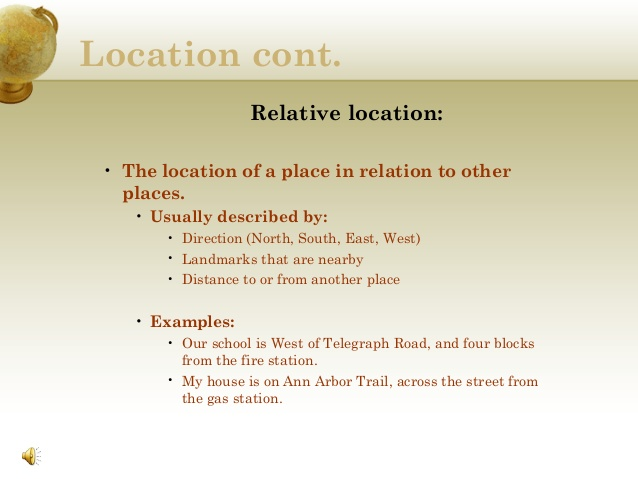 Location cont.
Relative location:
• The location of a place in relation to other
places.
• Usually described by:
• Direction (North, South, East, West)
• Landmarks that are nearby
• Distance to or from another place
• Examples:
• Our school is West of Telegraph Road, and four blocks
from the fire station.
• My house is on Ann Arbor Trail, across the street from
the gas station.